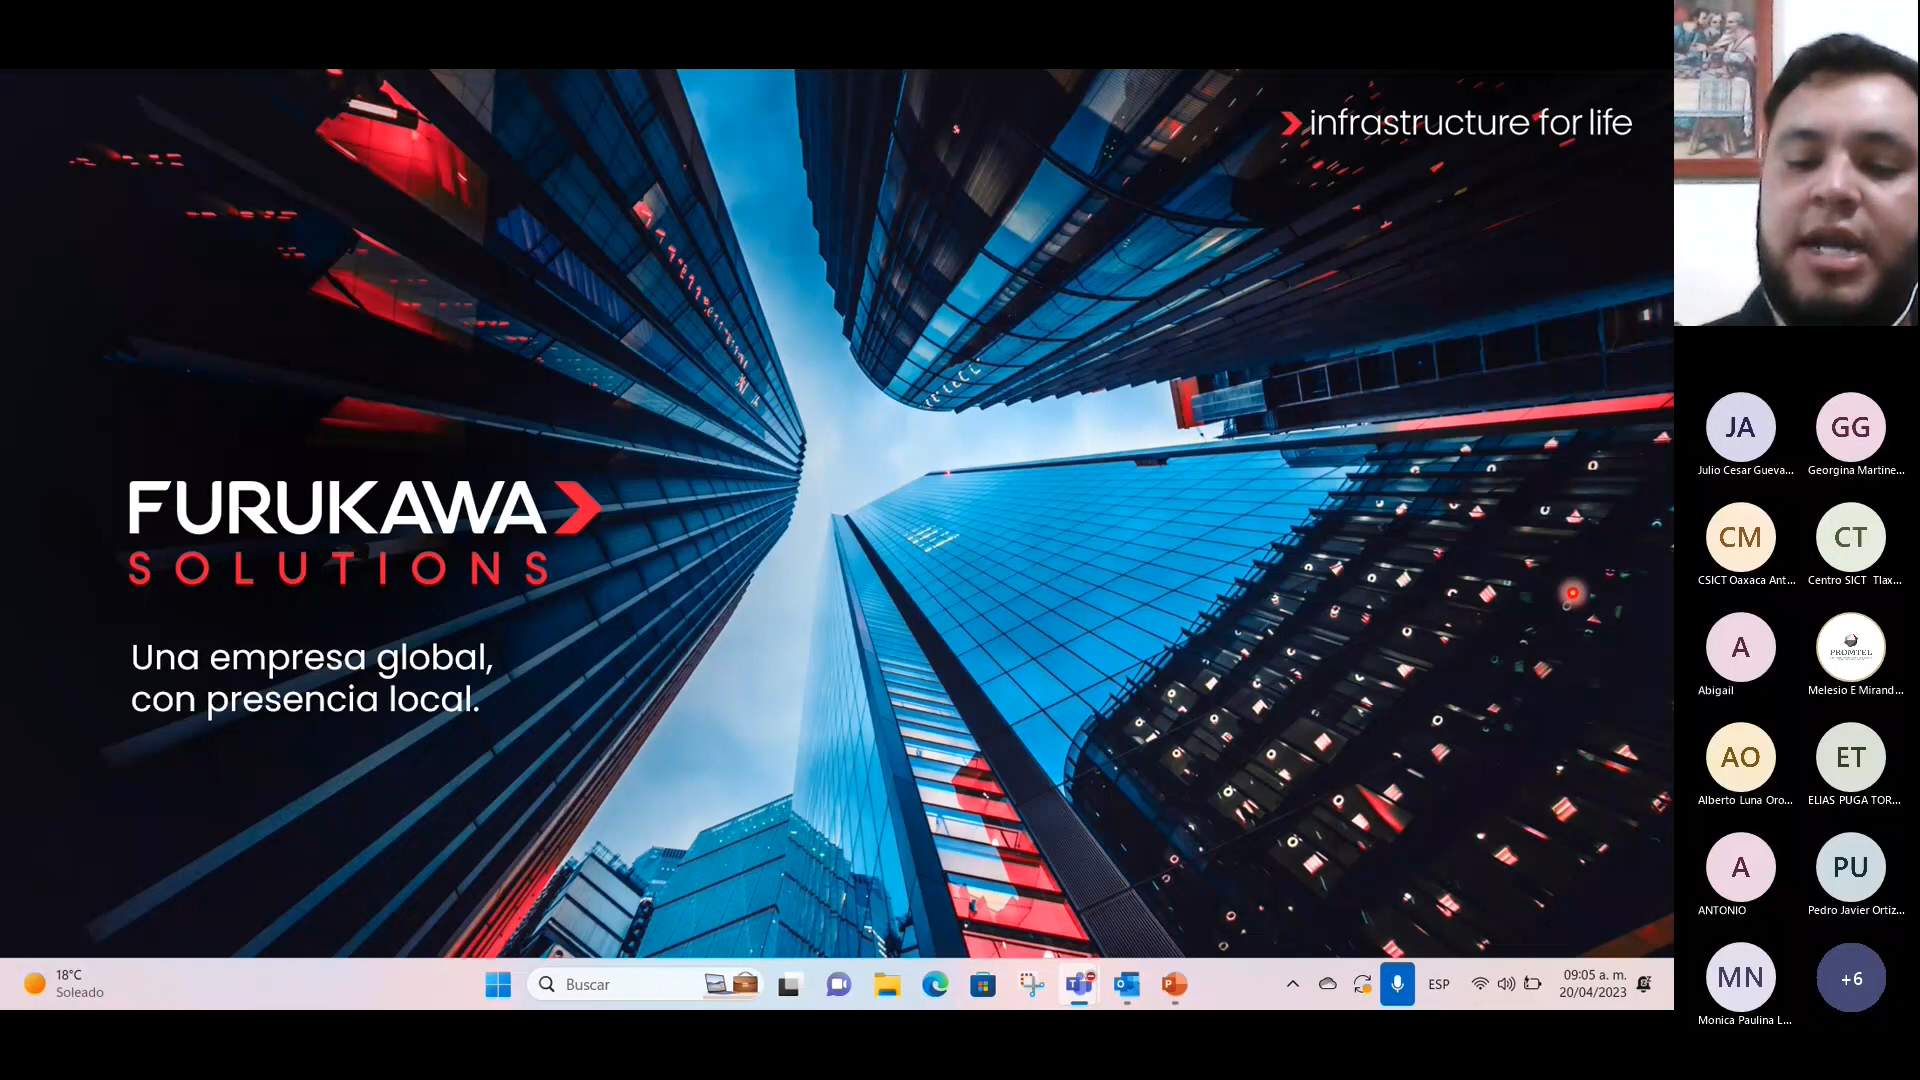 infrastructure for life
FURUKAWA
SOLUTIONS
Una empresa global,
con presencia local.
JA
Julio Cesar Gueva...
GG
Georgina Martine...
CM
CSICT Oaxaca Ant...
CT
Centro SICT Tlax...
A
Abigail
PROMTEL
Melesio E Mirand...
AO
Alberto Luna Oro...
ET
ELIAS PUGA TOR...
A
ANTONIO
PU
Pedro Javier Ortiz...
MN
Monica Paulina L...
+6
18°C
Soleado
Buscar
ESP
09:05 a. m.
20/04/2023